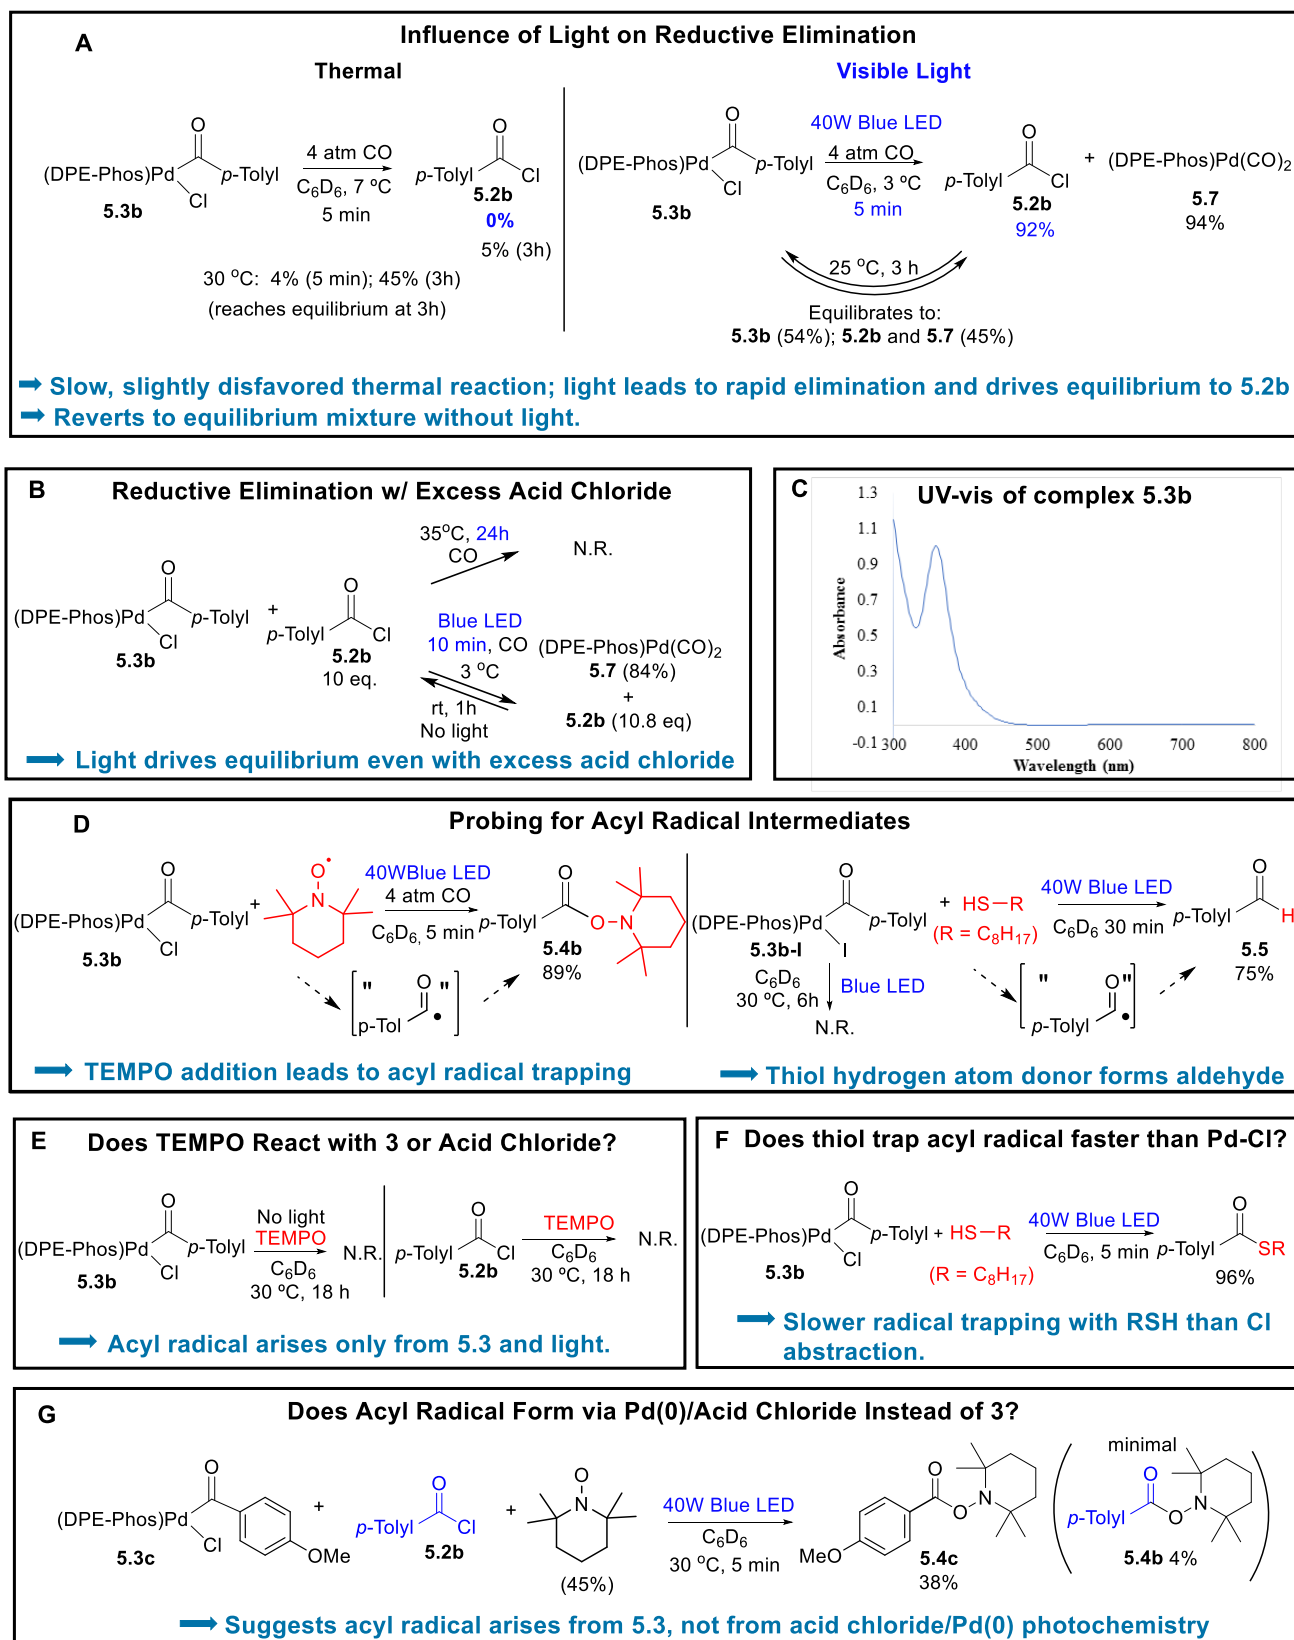 A
Influence of Light on Reductive Elimination
Thermal
Visible Light
(DPE-Phos)Pd
O
p-Tolyl
Cl
5.3b
4 atm CO
C₆D₆, 7 ºC
5 min
O
p-Tolyl
Cl
5.2b
0%
5% (3h)
30 ºC: 4% (5 min); 45% (3h)
(reaches equilibrium at 3h)
(DPE-Phos)Pd
O
p-Tolyl
Cl
5.3b
40W Blue LED
4 atm CO
C₆D₆, 3 ºC
5 min
O
p-Tolyl
Cl
5.2b
92%
+
(DPE-Phos)Pd(CO)₂
5.7
94%
25 ºC, 3 h
Equilibrates to:
5.3b (54%); 5.2b and 5.7 (45%)
Slow, slightly disfavored thermal reaction; light leads to rapid elimination and drives equilibrium to 5.2b
Reverts to equilibrium mixture without light.
B
Reductive Elimination w/ Excess Acid Chloride
(DPE-Phos)Pd
O
p-Tolyl
Cl
5.3b
+
O
p-Tolyl
Cl
5.2b
10 eq.
35ºC, 24h
CO
N.R.
Blue LED
10 min, CO
3 ºC
rt, 1h
No light
(DPE-Phos)Pd(CO)₂
5.7 (84%)
+
5.2b (10.8 eq)
Light drives equilibrium even with excess acid chloride
C
UV-vis of complex 5.3b
1.3
1.1
0.9
0.7
0.5
0.3
0.1
-0.1
Absorbance
300 400 500 600 700 800
Wavelength (nm)
D
Probing for Acyl Radical Intermediates
(DPE-Phos)Pd
O
p-Tolyl
Cl
5.3b
+
O•
N
40WBlue LED
4 atm CO
C₆D₆, 5 min
O
p-Tolyl
O
N
5.4b
89%
" O "
p-Tol
•
TEMPO addition leads to acyl radical trapping
(DPE-Phos)Pd
O
p-Tolyl
I
5.3b-I
+
HS–R
(R = C₈H₁₇)
40W Blue LED
C₆D₆ 30 min
O
p-Tolyl
H
5.5
75%
C₆D₆
30 ºC, 6h
Blue LED
N.R.
" O "
p-Tolyl
•
Thiol hydrogen atom donor forms aldehyde
E
Does TEMPO React with 3 or Acid Chloride?
(DPE-Phos)Pd
O
p-Tolyl
Cl
5.3b
No light
TEMPO
C₆D₆
30 ºC, 18 h
N.R.
O
p-Tolyl
Cl
5.2b
TEMPO
C₆D₆
30 ºC, 18 h
N.R.
Acyl radical arises only from 5.3 and light.
F
Does thiol trap acyl radical faster than Pd-Cl?
(DPE-Phos)Pd
O
p-Tolyl
Cl
5.3b
+
HS–R
(R = C₈H₁₇)
40W Blue LED
C₆D₆, 5 min
O
p-Tolyl
SR
96%
Slower radical trapping with RSH than Cl
abstraction.
G
Does Acyl Radical Form via Pd(0)/Acid Chloride Instead of 3?
(DPE-Phos)Pd
O
Cl
OMe
5.3c
+
O
p-Tolyl
Cl
5.2b
+
O
N
(45%)
40W Blue LED
C₆D₆
30 ºC, 5 min
O
O
N
MeO
5.4c
38%
minimal
O
p-Tolyl
O
N
5.4b 4%
Suggests acyl radical arises from 5.3, not from acid chloride/Pd(0) photochemistry